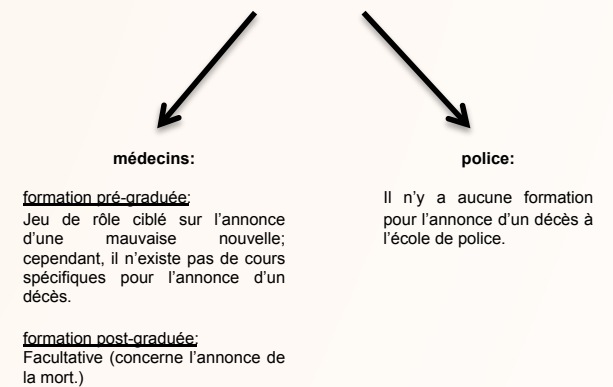 médecins:
formation pré-graduée:
Jeu de rôle ciblé sur l'annonce
d'une mauvaise nouvelle;
cependant, il n'existe pas de cours
spécifiques pour l'annonce d'un
décès.
formation post-graduée:
Facultative (concerne l'annonce de
la mort.)
police:
Il n'y a aucune formation
pour l'annonce d'un décès à
l'école de police.